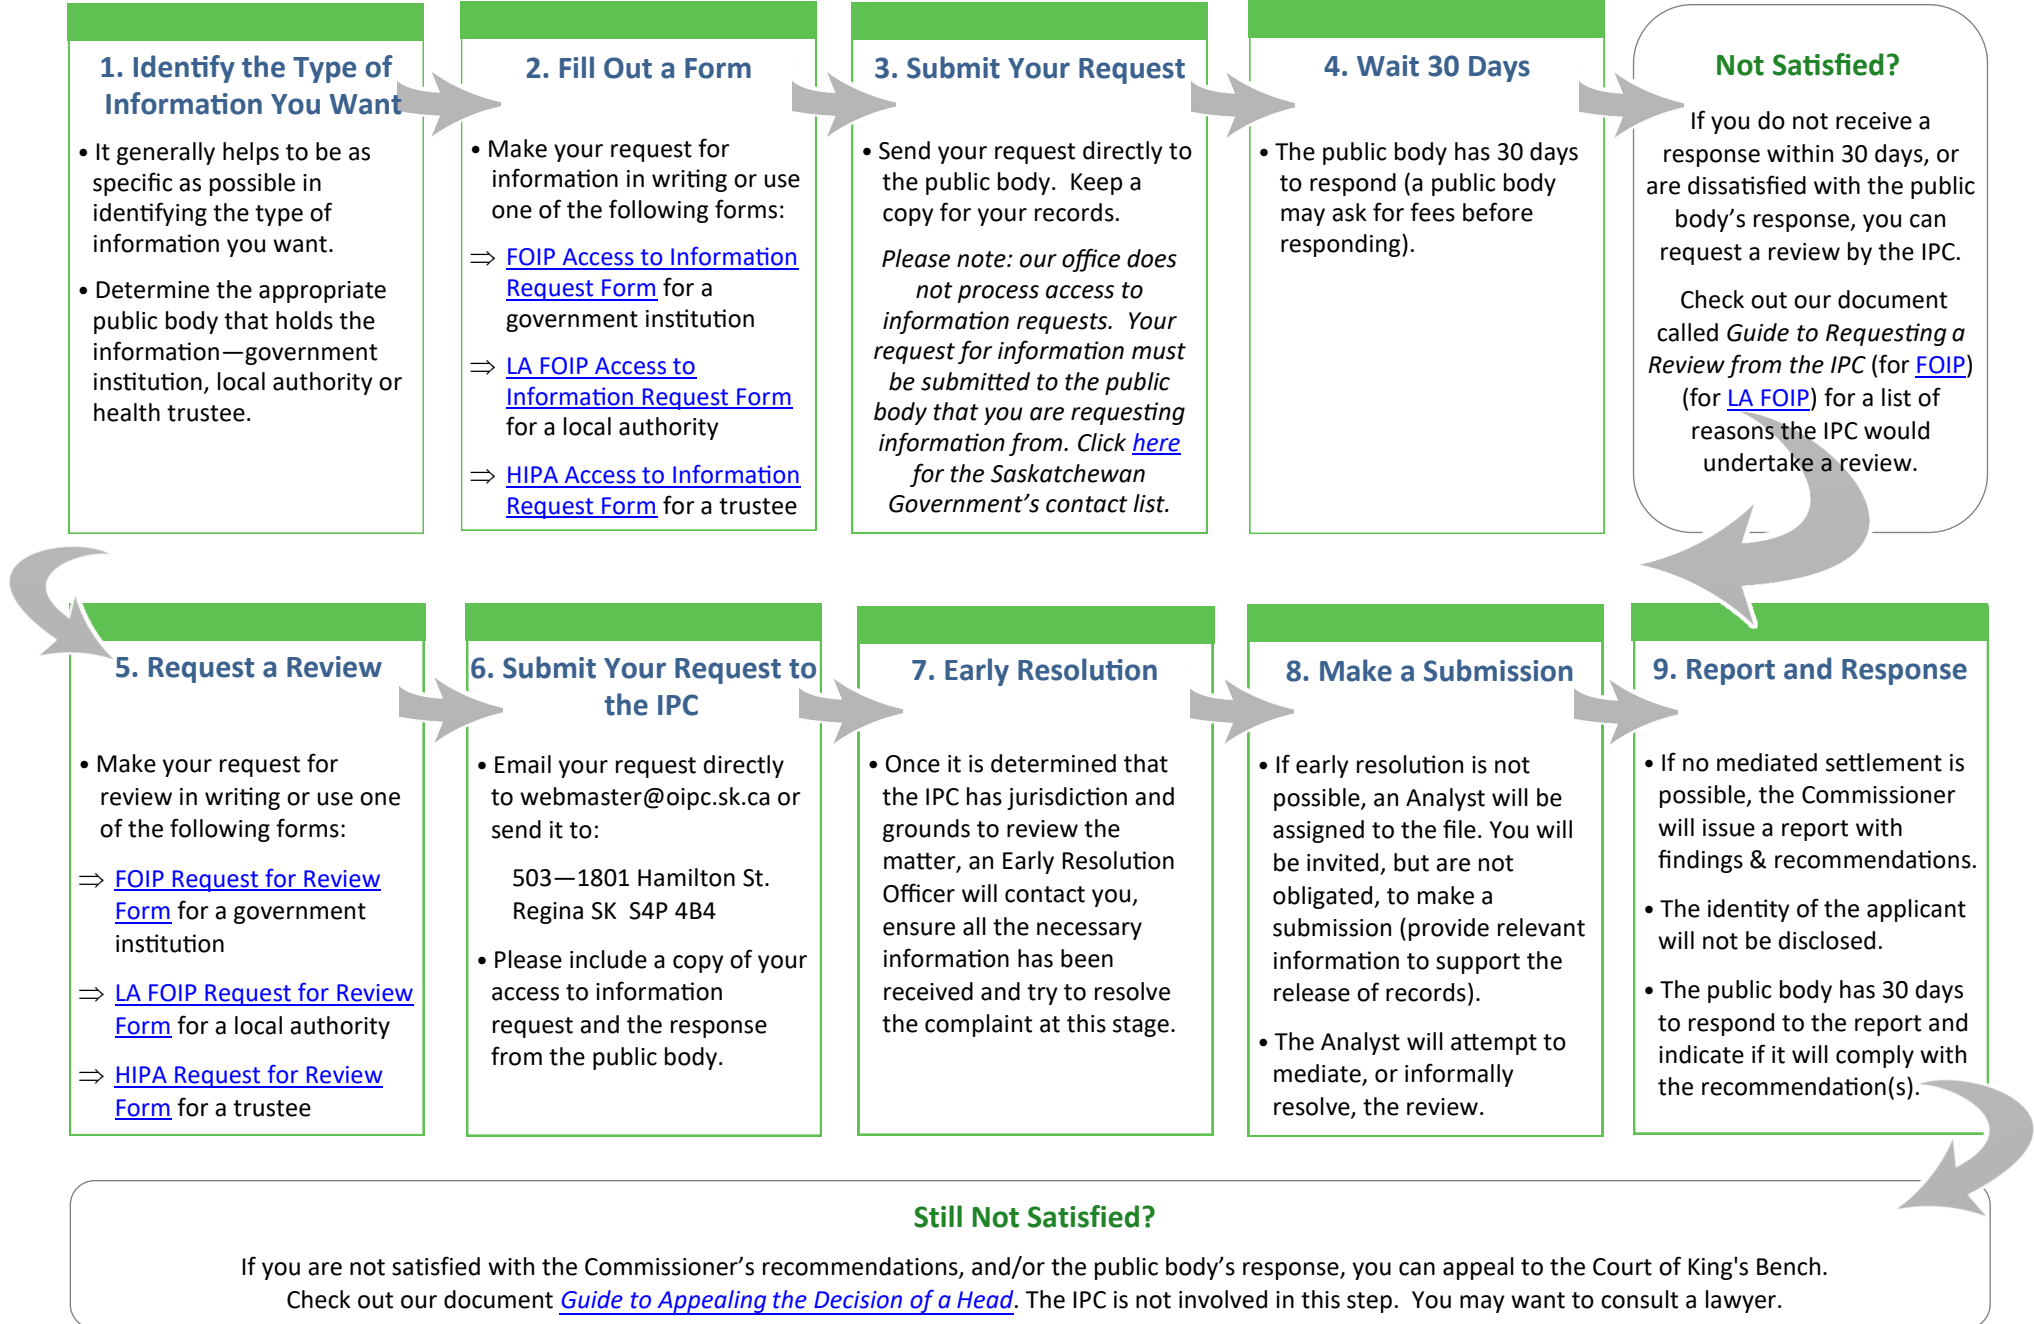 1. Identify the Type of
Information You Want
• It generally helps to be as
specific as possible in
identifying the type of
information you want.
• Determine the appropriate
public body that holds the
information—government
institution, local authority or
health trustee.
2. Fill Out a Form
• Make your request for
information in writing or use
one of the following forms:
⇒ FOIP Access to Information
Request Form for a
government institution
⇒ LA FOIP Access to
Information Request Form
for a local authority
⇒ HIPA Access to Information
Request Form for a trustee
3. Submit Your Request
• Send your request directly to
the public body.  Keep a
copy for your records.
Please note: our office does
not process access to
information requests.  Your
request for information must
be submitted to the public
body that you are requesting
information from. Click here
for the Saskatchewan
Government’s contact list.
4. Wait 30 Days
• The public body has 30 days
to respond (a public body
may ask for fees before
responding).
Not Satisfied?
If you do not receive a
response within 30 days, or
are dissatisfied with the public
body’s response, you can
request a review by the IPC.
Check out our document
called Guide to Requesting a
Review from the IPC (for FOIP)
(for LA FOIP) for a list of
reasons the IPC would
undertake a review.
5. Request a Review
• Make your request for
review in writing or use one
of the following forms:
⇒ FOIP Request for Review
Form for a government
institution
⇒ LA FOIP Request for Review
Form for a local authority
⇒ HIPA Request for Review
Form for a trustee
6. Submit Your Request to
the IPC
• Email your request directly
to webmaster@oipc.sk.ca or
send it to:
503—1801 Hamilton St.
Regina SK  S4P 4B4
• Please include a copy of your
access to information
request and the response
from the public body.
7. Early Resolution
• Once it is determined that
the IPC has jurisdiction and
grounds to review the
matter, an Early Resolution
Officer will contact you,
ensure all the necessary
information has been
received and try to resolve
the complaint at this stage.
8. Make a Submission
• If early resolution is not
possible, an Analyst will be
assigned to the file. You will
be invited, but are not
obligated, to make a
submission (provide relevant
information to support the
release of records).
• The Analyst will attempt to
mediate, or informally
resolve, the review.
9. Report and Response
• If no mediated settlement is
possible, the Commissioner
will issue a report with
findings & recommendations.
• The identity of the applicant
will not be disclosed.
• The public body has 30 days
to respond to the report and
indicate if it will comply with
the recommendation(s).
Still Not Satisfied?
If you are not satisfied with the Commissioner’s recommendations, and/or the public body’s response, you can appeal to the Court of King's Bench.
Check out our document Guide to Appealing the Decision of a Head. The IPC is not involved in this step.  You may want to consult a lawyer.